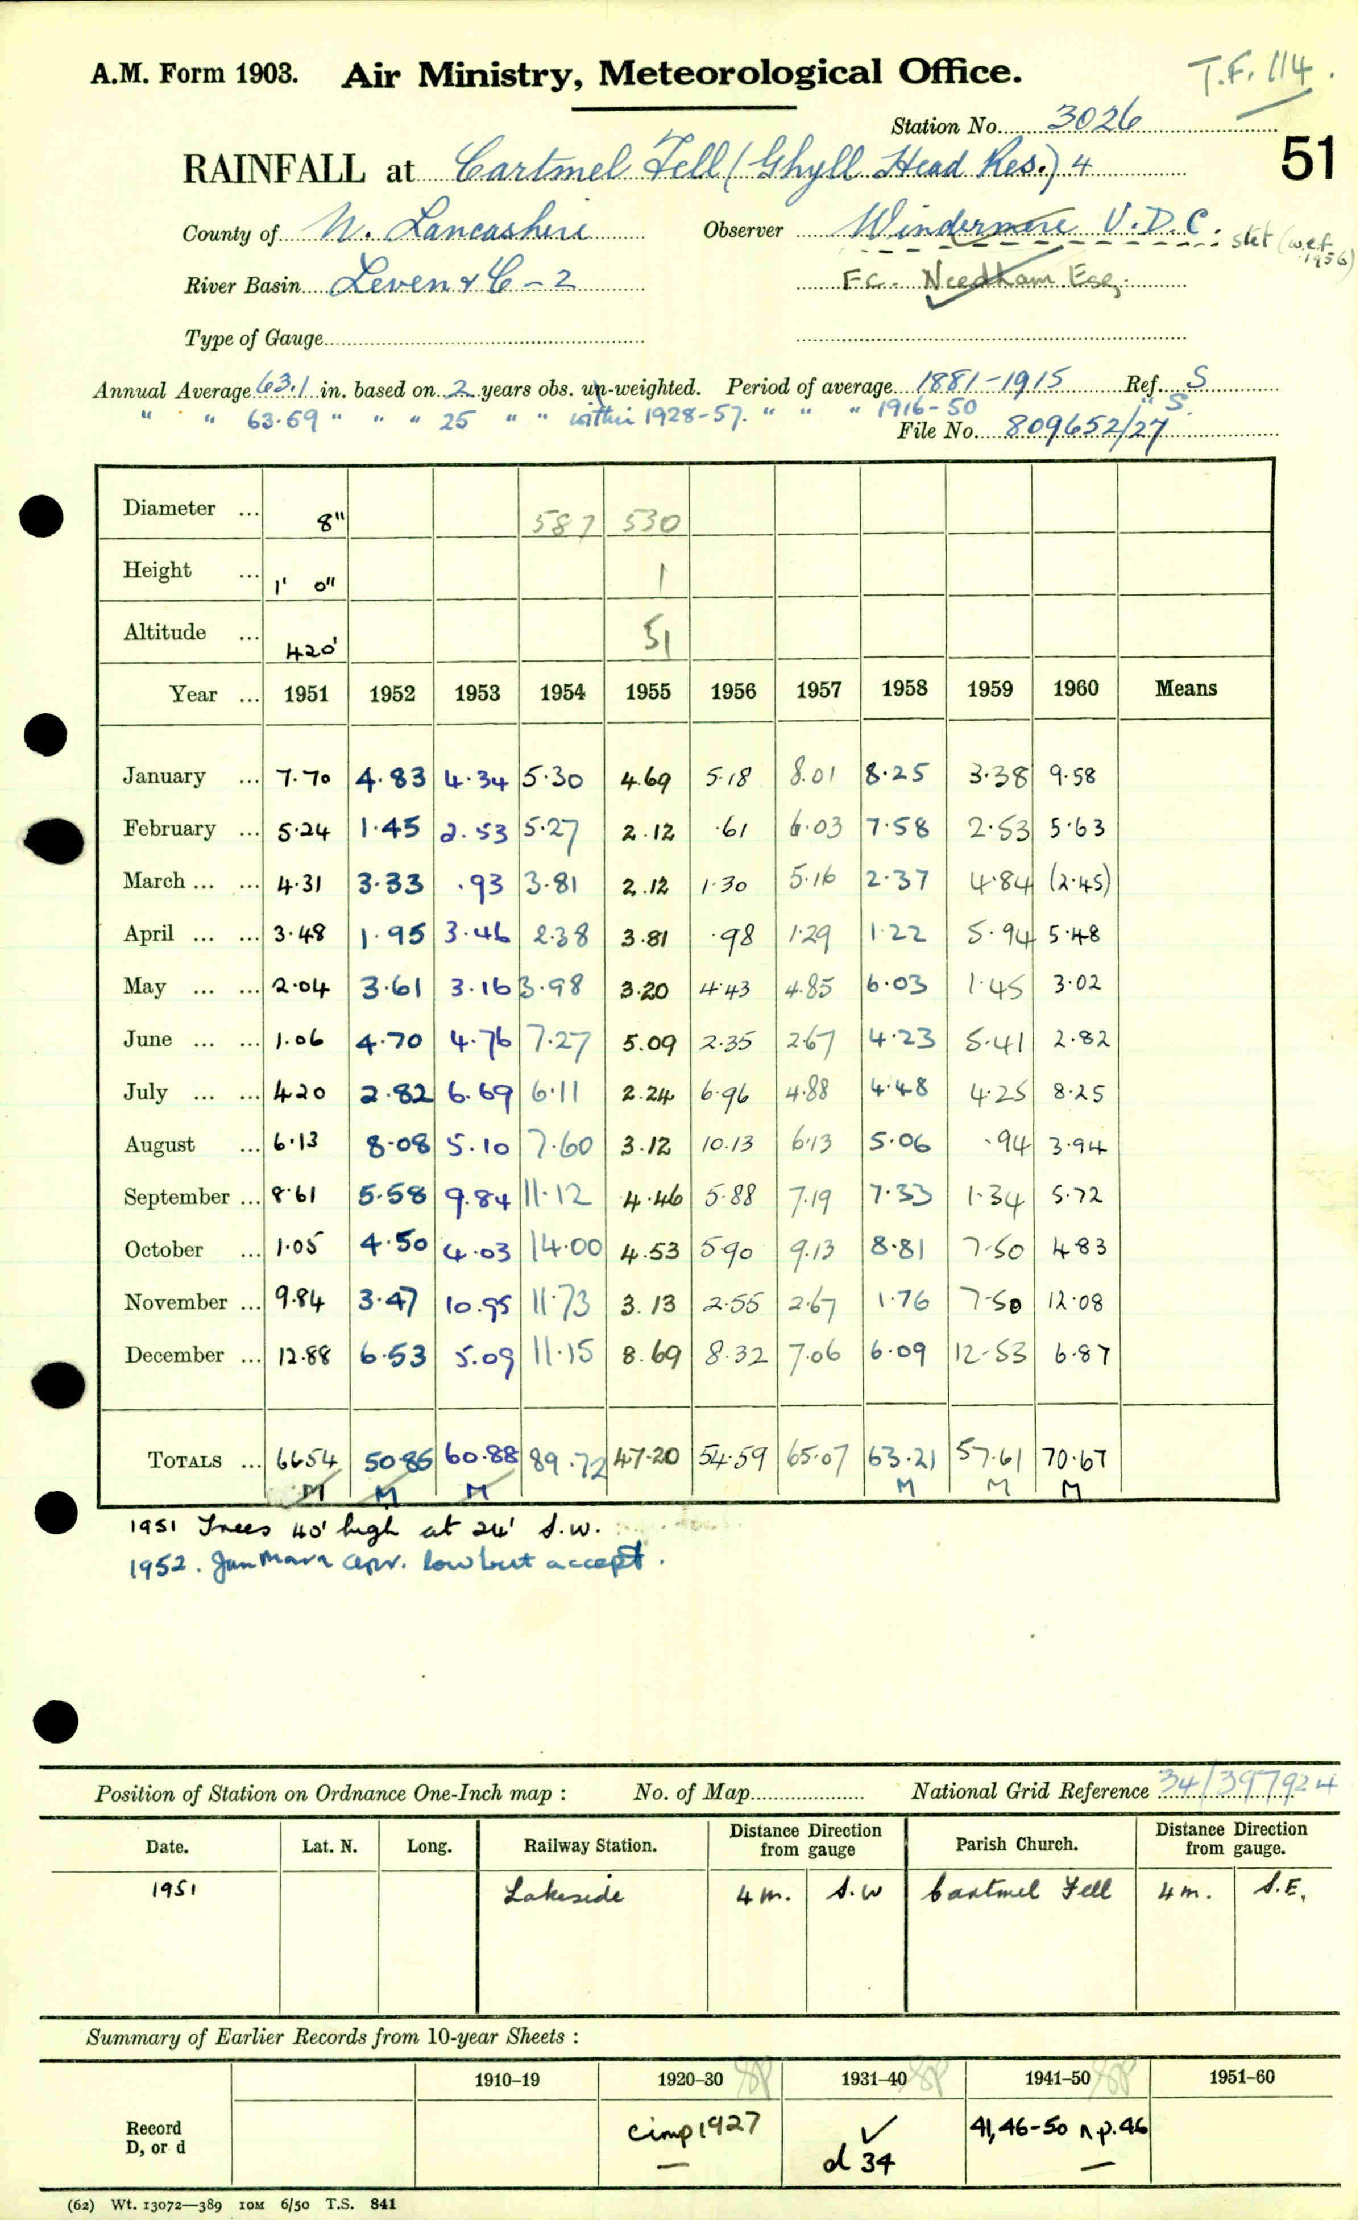 A.M. Form 1903. Air Ministry, Meteorological Office. T.F. 114.
Station No. 3026
51
RAINFALL at Cartmel Fell (Ghyll Head Res.) 4
County of N. Lancashire Observer Windermere U.D.C. stet (w.e.f. 1956)
River Basin Leven & C - 2 F.C. Needham Esq.
Type of Gauge
Annual Average 63.1 in. based on 2 years obs. un-weighted. Period of average 1881-1915 Ref. S
" " 63.69 " " " 25 " " within 1928-57. " " " 1916-50 " S.
File No. 809652/27
Diameter ... 8" 587 530
Height ... 1' 0" 1
Altitude ... 420' 51
Year ... 1951 1952 1953 1954 1955 1956 1957 1958 1959 1960 Means
January ... 7.70 4.83 4.34 5.30 4.69 5.18 8.01 8.25 3.38 9.58
February ... 5.24 1.45 2.53 5.27 2.12 .61 6.03 7.58 2.53 5.63
March ... ... 4.31 3.33 .93 3.81 2.12 1.30 5.16 2.37 4.84 (2.45)
April ... ... 3.48 1.95 3.46 2.38 3.81 .98 1.29 1.22 5.94 5.48
May ... ... 2.04 3.61 3.16 3.98 3.20 4.43 4.85 6.03 1.45 3.02
June ... ... 1.06 4.70 4.76 7.27 5.09 2.35 2.67 4.23 5.41 2.82
July ... ... 4.20 2.82 6.69 6.11 2.24 6.96 4.88 4.48 4.25 8.25
August ... 6.13 8.08 5.10 7.60 3.12 10.13 6.13 5.06 .94 3.94
September ... 8.61 5.58 9.84 11.12 4.46 5.88 7.19 7.33 1.34 5.72
October ... 1.05 4.50 4.03 14.00 4.53 5.90 9.13 8.81 7.50 4.83
November ... 9.84 3.47 10.95 11.73 3.13 2.55 2.67 1.76 7.50 12.08
December ... 12.88 6.53 5.09 11.15 8.69 8.32 7.06 6.09 12.53 6.87
TOTALS ... 66.54 50.85 60.88 89.72 47.20 54.59 65.07 63.21 57.61 70.67
M M M M M M
1951 Trees 40' high at 24' S.W.
1952. Jan March Apr. low but accept.
Position of Station on Ordnance One-Inch map : No. of Map National Grid Reference 34/397924
Date. Lat. N. Long. Railway Station. Distance Direction from gauge Parish Church. Distance Direction from gauge.
1951 Lakeside 4 m. S.W Cartmel Fell 4 m. S.E.
Summary of Earlier Records from 10-year Sheets :
1910-19 1920-30 1931-40 1941-50 1951-60
Record D, or d cimp 1927 ✓ d 34 41, 46-50 n p. 46
(62) Wt. 13072—389 10M 6/50 T.S. 841